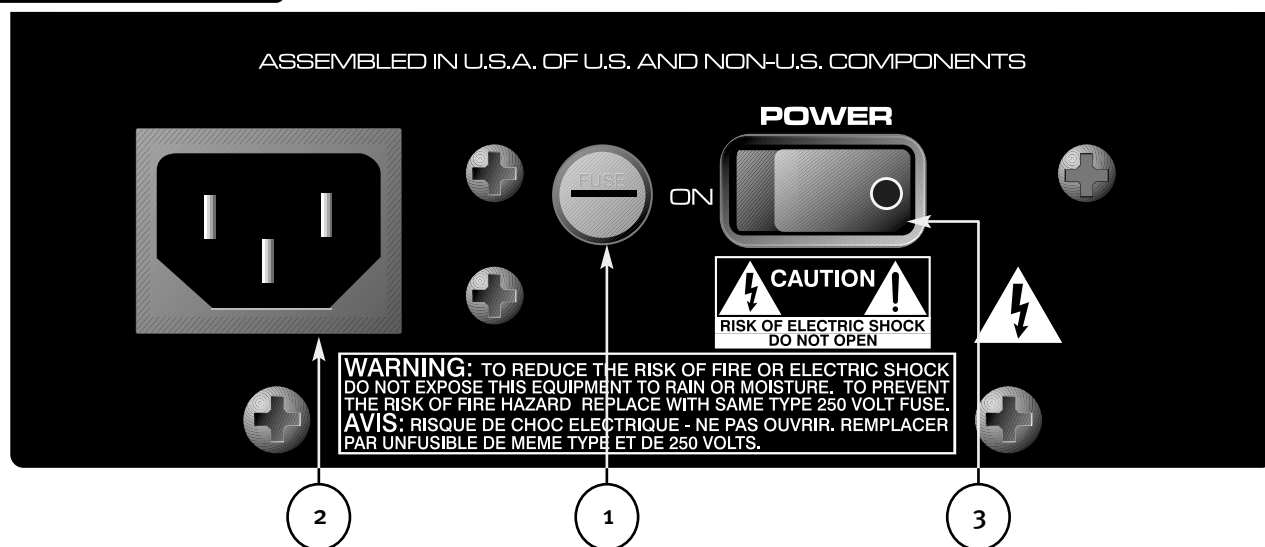 ASSEMBLED IN U.S.A. OF U.S. AND NON-U.S. COMPONENTS
POWER
FUSE
ON
CAUTION
RISK OF ELECTRIC SHOCK
DO NOT OPEN
WARNING: TO REDUCE THE RISK OF FIRE OR ELECTRIC SHOCK
DO NOT EXPOSE THIS EQUIPMENT TO RAIN OR MOISTURE. TO PREVENT
THE RISK OF FIRE HAZARD REPLACE WITH SAME TYPE 250 VOLT FUSE.
AVIS: RISQUE DE CHOC ELECTRIQUE - NE PAS OUVRIR. REMPLACER
PAR UNFUSIBLE DE MEME TYPE ET DE 250 VOLTS.
2
1
3